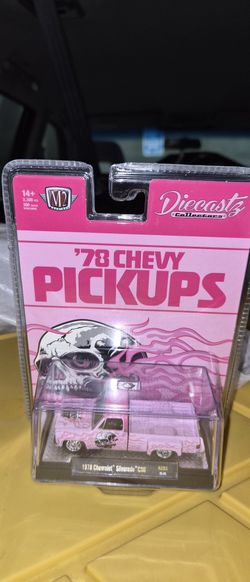 14+
M2
Diecastz
Collectors
'78 CHEVY
PICKUPS
1978 Chevrolet Silverado C10